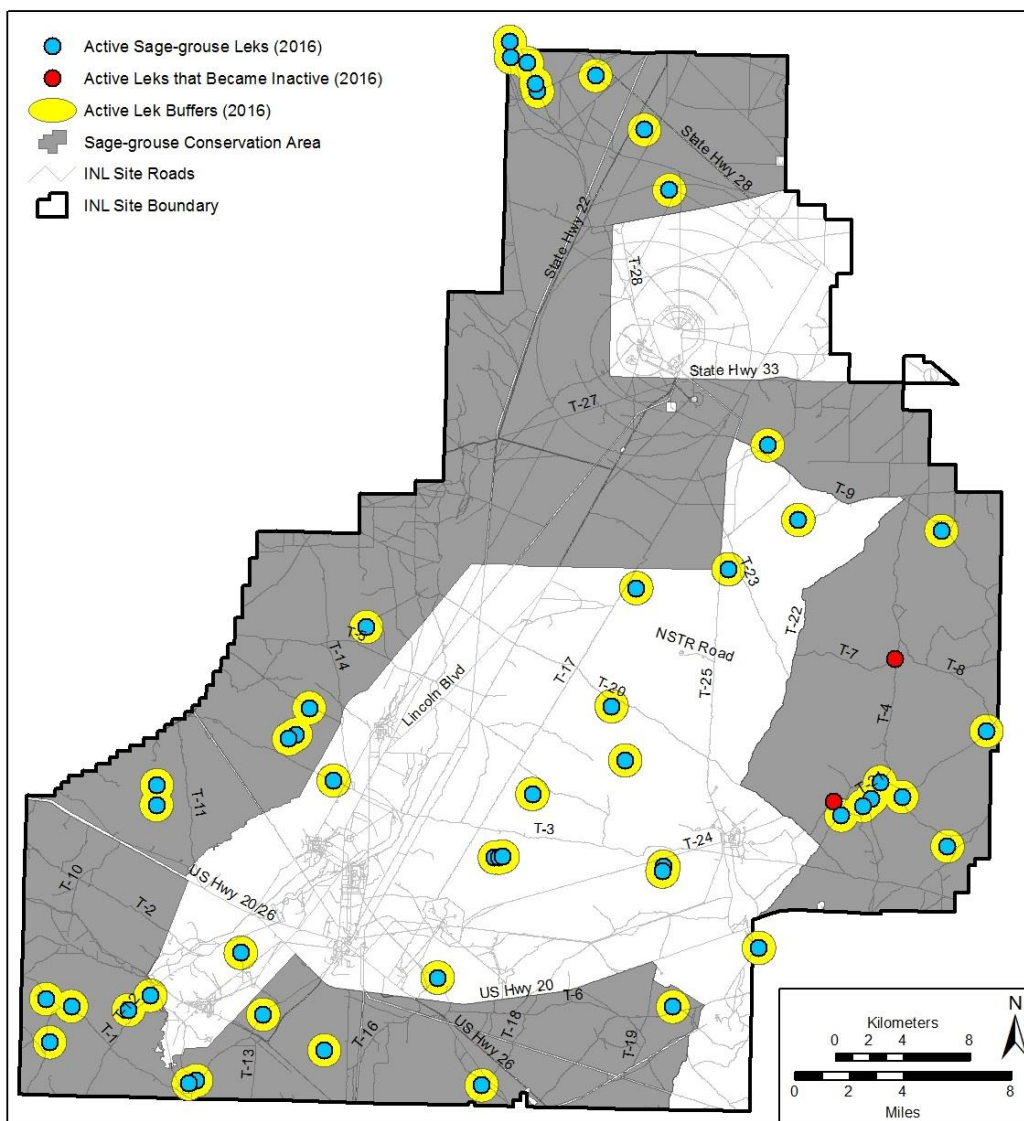 Active Sage-grouse Leks (2016)
Active Leks that Became Inactive (2016)
Active Lek Buffers (2016)
Sage-grouse Conservation Area
INL Site Roads
INL Site Boundary
State Hwy 28
State Hwy 22
T-28
State Hwy 33
T-27
T-9
T-23
T-22
NSTR Road
T-7
T-8
T-5
T-14
T-17
T-25
Lincoln Blvd
T-20
T-4
T-11
T-3
T-24
US Hwy 20/26
T-10
T-2
US Hwy 20
T-6
T-1
T-13
T-16
US Hwy 26
T-18
T-19
Kilometers
0 2 4 8
0 2 4 8
Miles
N